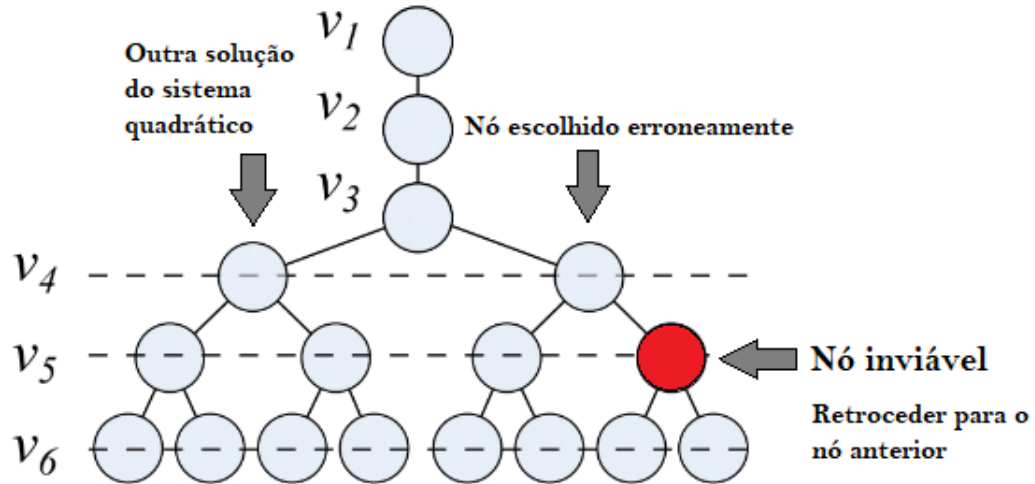 v1
Outra solução
do sistema
quadrático
v2
Nó escolhido erroneamente
v3
v4
v5
Nó inviável
Retroceder para o
nó anterior
v6